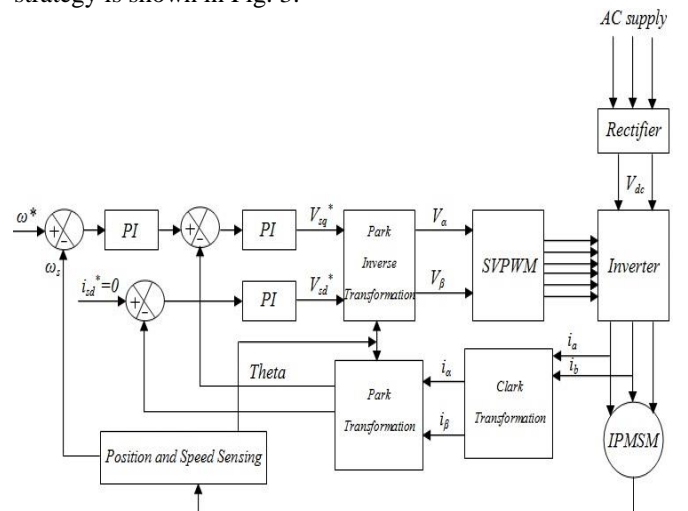 strategy is shown in Fig. 3.
AC supply
Rectifier
V_dc
ω*
+
-
PI
+
-
PI
V_sq*
Park
Inverse
Transformation
V_α
SVPWM
Inverter
ω_s
i_sd*=0
+
-
PI
V_sd*
V_β
i_a
i_b
Theta
Park
Transformation
i_α
i_β
Clark
Transformation
IPMSM
Position and Speed Sensing